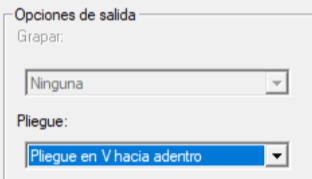 Opciones de salida
Grapar:
Ninguna
Pliegue:
Pliegue en V hacia adentro